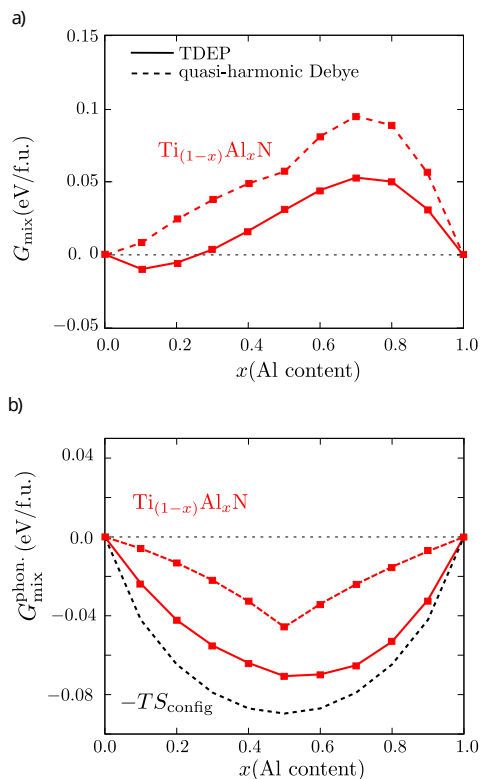 a)
0.15
TDEP
quasi-harmonic Debye
0.1
Ti(1−x)AlxN
0.05
0.0
−0.05
Gmix(eV/f.u.)
0.0 0.2 0.4 0.6 0.8 1.0
x(Al content)
b)
0.04
Ti(1−x)AlxN
0.0
−0.04
−0.08
Gmix^phon. (eV/f.u.)
−TSconfig
0.0 0.2 0.4 0.6 0.8 1.0
x(Al content)